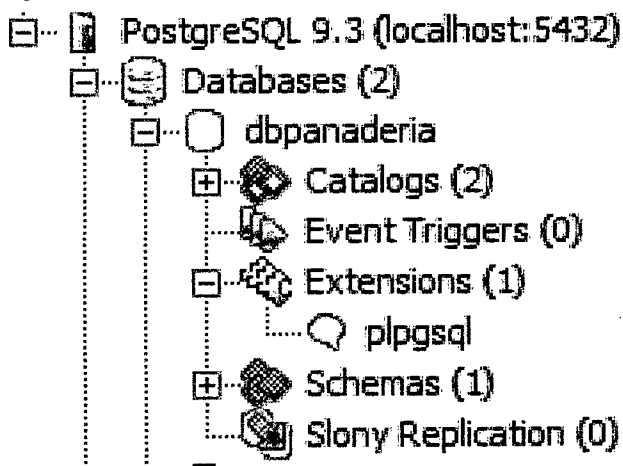 PostgreSQL 9.3 (localhost:5432)
Databases (2)
dbpanaderia
Catalogs (2)
Event Triggers (0)
Extensions (1)
plpgsql
Schemas (1)
Slony Replication (0)